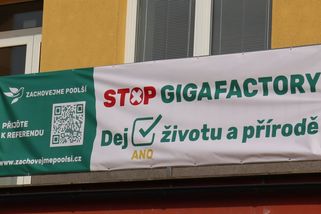 ZACHOVEJME POOLŠÍ
PŘIJĎTE
K REFERENDU
www.zachovejmepoolsi.cz
STOP GIGAFACTORY
Dej životu a přírodě
ANO